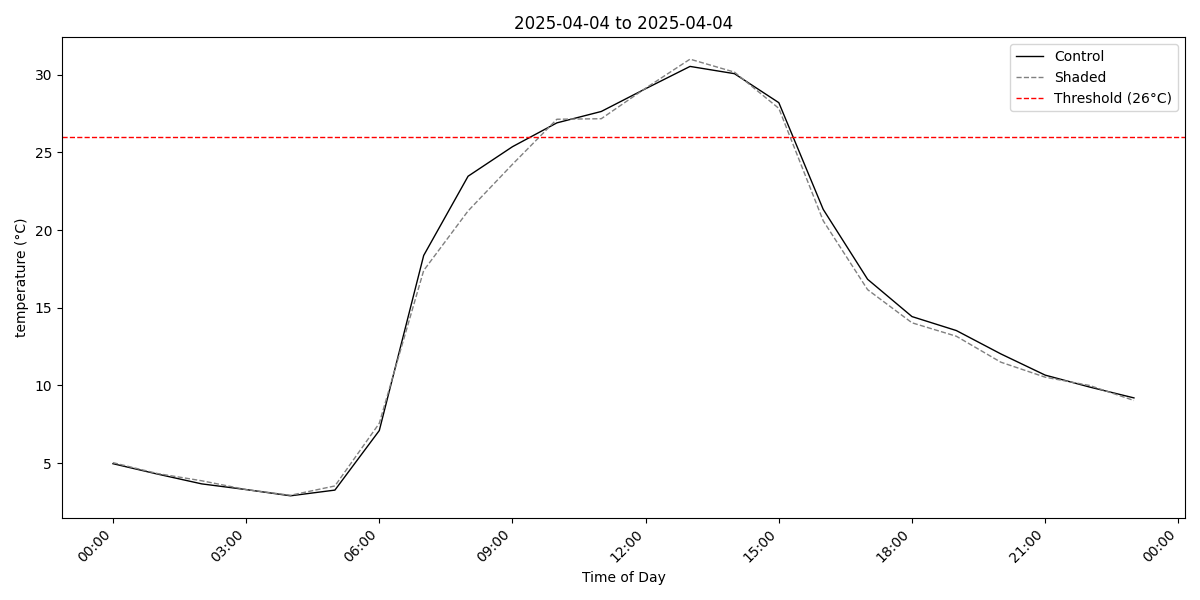 2025-04-04 to 2025-04-04
Control
Shaded
Threshold (26°C)
temperature (°C)
30
25
20
15
10
5
00:00
03:00
06:00
09:00
12:00
15:00
18:00
21:00
00:00
Time of Day